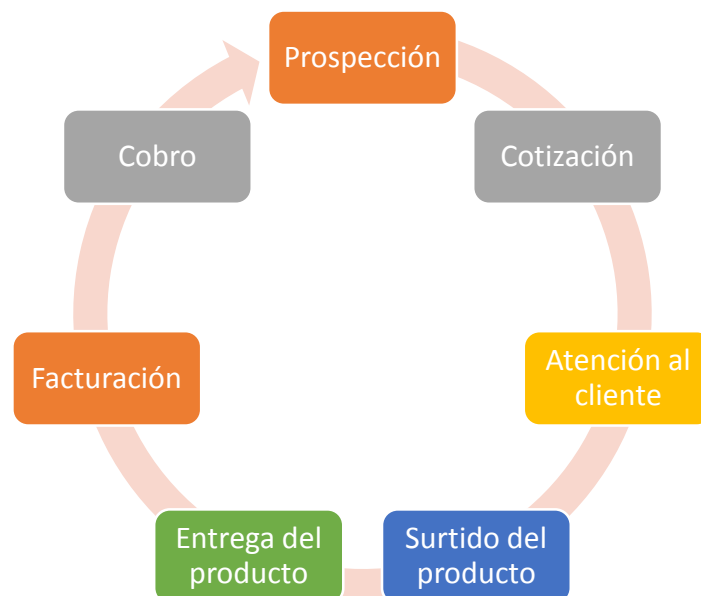 Prospección
Cotización
Atención al
cliente
Surtido del
producto
Entrega del
producto
Facturación
Cobro